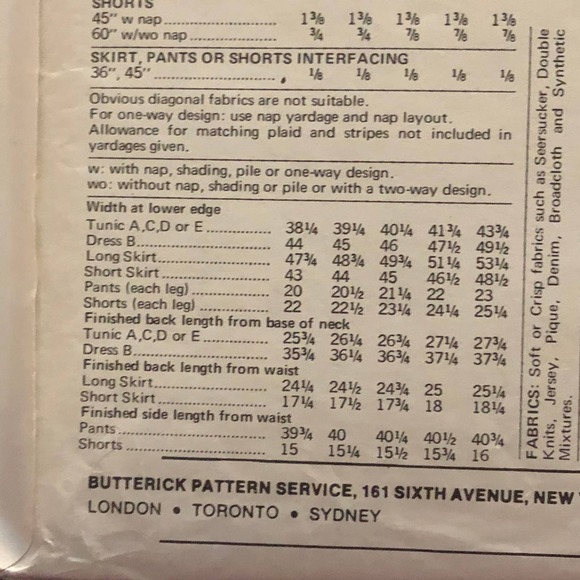 SHORTS
45" w nap 1⅜ 1⅜ 1⅜ 1⅜ 1⅜
60" w/wo nap ¾ ¾ ⅞ ⅞ ⅞
SKIRT, PANTS OR SHORTS INTERFACING
36", 45" ⅛ ⅛ ⅛ ⅛ ⅛
Obvious diagonal fabrics are not suitable.
For one-way design: use nap yardage and nap layout.
Allowance for matching plaid and stripes not included in
yardages given.
w: with nap, shading, pile or one-way design.
wo: without nap, shading or pile or with a two-way design.
Width at lower edge
Tunic A,C,D or E 38¼ 39¼ 40¼ 41¾ 43¾
Dress B 44 45 46 47½ 49½
Long Skirt 47¾ 48¾ 49¾ 51¼ 53¼
Short Skirt 43 44 45 46½ 48½
Pants (each leg) 20 20½ 21¼ 22 23
Shorts (each leg) 22 22½ 23¼ 24¼ 25¼
Finished back length from base of neck
Tunic A,C,D or E 25¾ 26¼ 26¾ 27¼ 27¾
Dress B 35¾ 36¼ 36¾ 37¼ 37¾
Finished back length from waist
Long Skirt 24¼ 24½ 24¾ 25 25¼
Short Skirt 17¼ 17½ 17¾ 18 18¼
Finished side length from waist
Pants 39¾ 40 40¼ 40½ 40¾
Shorts 15 15¼ 15½ 15¾ 16
BUTTERICK PATTERN SERVICE, 161 SIXTH AVENUE, NEW
LONDON • TORONTO • SYDNEY
FABRICS: Soft or Crisp fabrics such as Seersucker, Double
Knits, Jersey, Pique, Denim, Broadcloth and Synthetic
Mixtures.